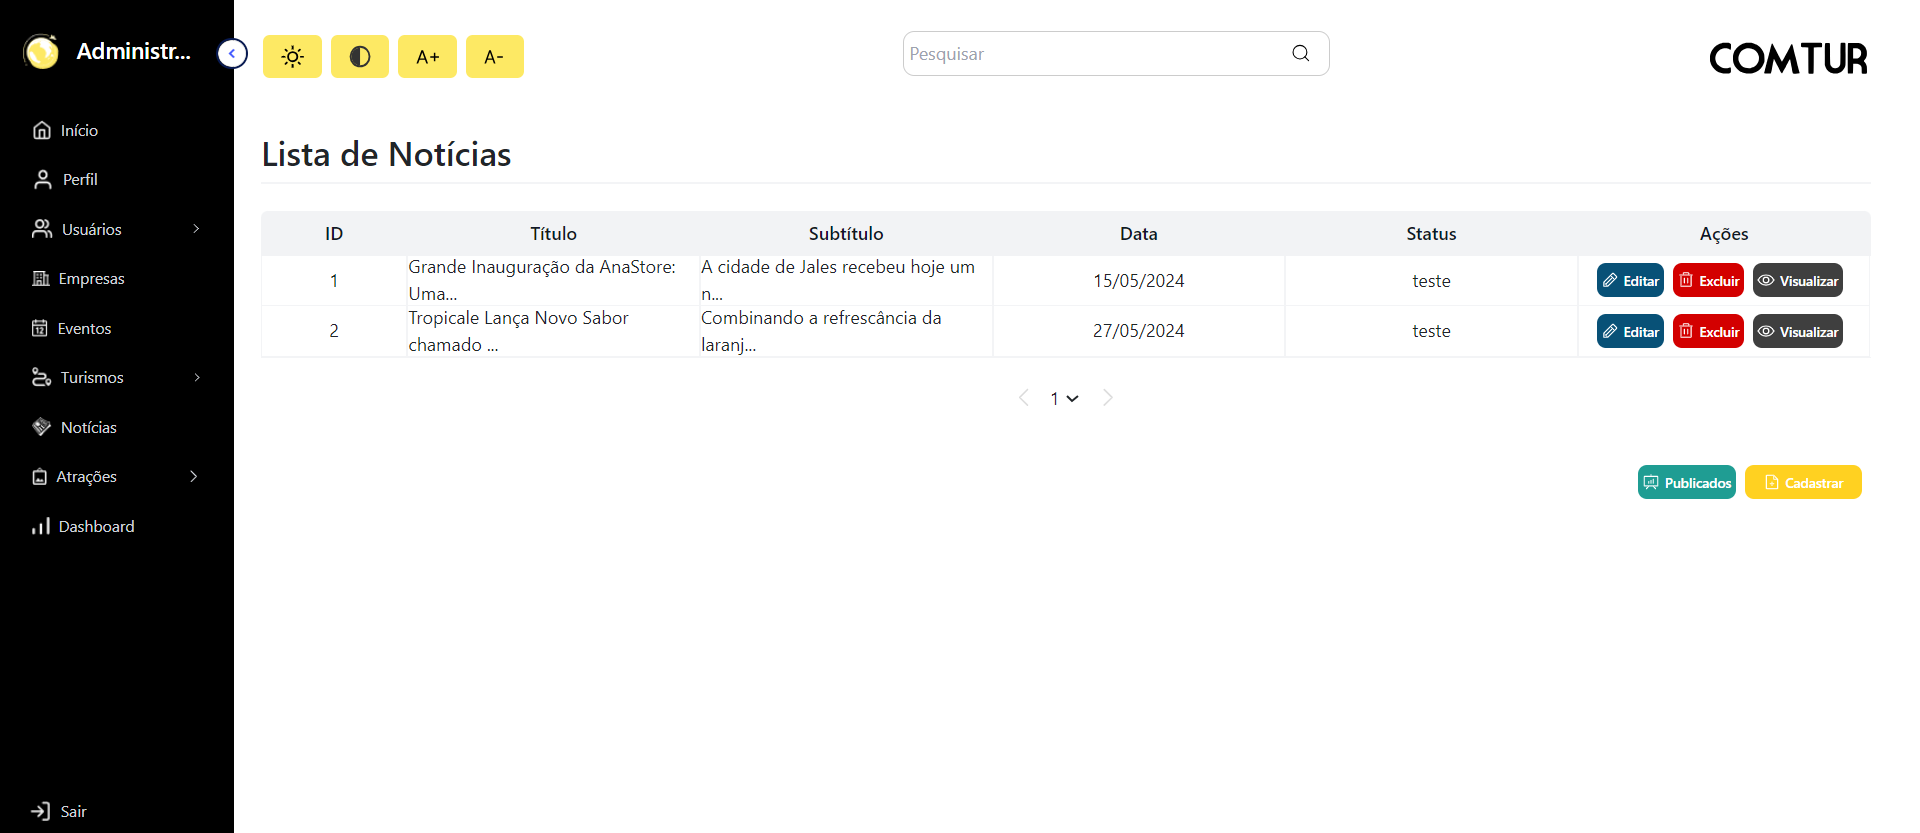 Administr...
Início
Perfil
Usuários
Empresas
Eventos
Turismos
Notícias
Atrações
Dashboard
Sair
A+
A-
Pesquisar
COMTUR
Lista de Notícias
ID Título Subtítulo Data Status Ações
1 Grande Inauguração da AnaStore: Uma... A cidade de Jales recebeu hoje um n... 15/05/2024 teste Editar Excluir Visualizar
2 Tropicale Lança Novo Sabor chamado ... Combinando a refrescância da laranj... 27/05/2024 teste Editar Excluir Visualizar
1
Publicados Cadastrar